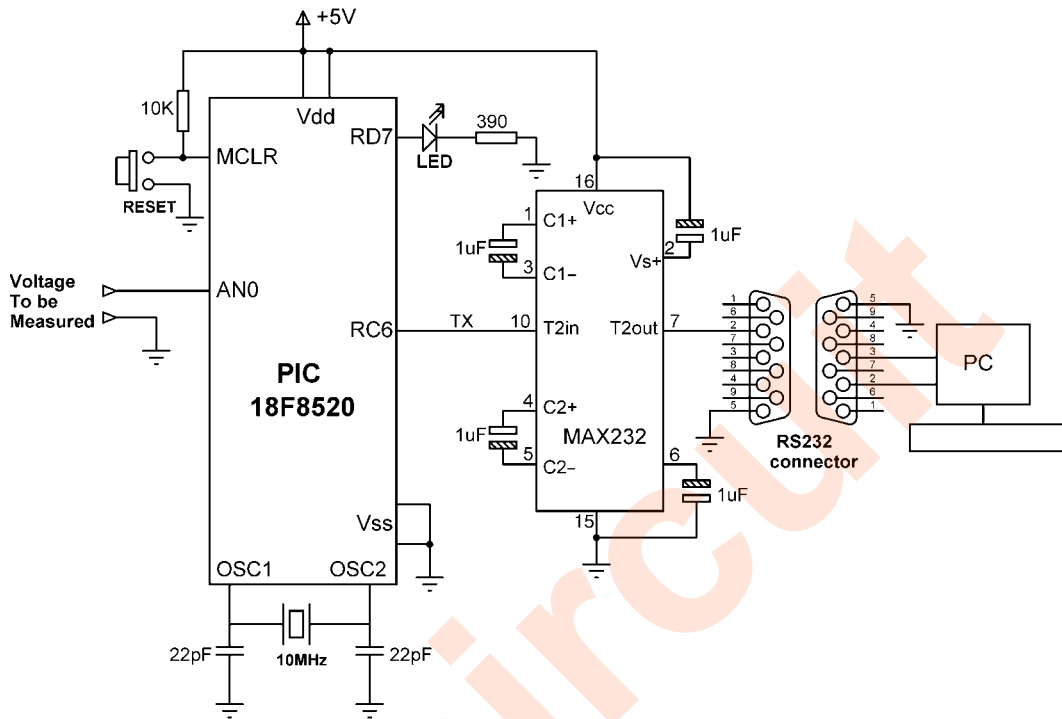 +5V
10K
Vdd
RD7
390
LED
MCLR
RESET
16
Vcc
1
C1+
1uF
3
C1−
1uF
2
Vs+
Voltage
To be
Measured
AN0
RC6
TX
10
T2in
T2out
7
PIC
18F8520
1
6
2
7
3
8
4
9
5
5
9
4
8
3
7
2
6
1
PC
RS232
connector
4
C2+
1uF
5
C2−
MAX232
6
1uF
15
Vss
OSC1
OSC2
22pF
10MHz
22pF
ircuit